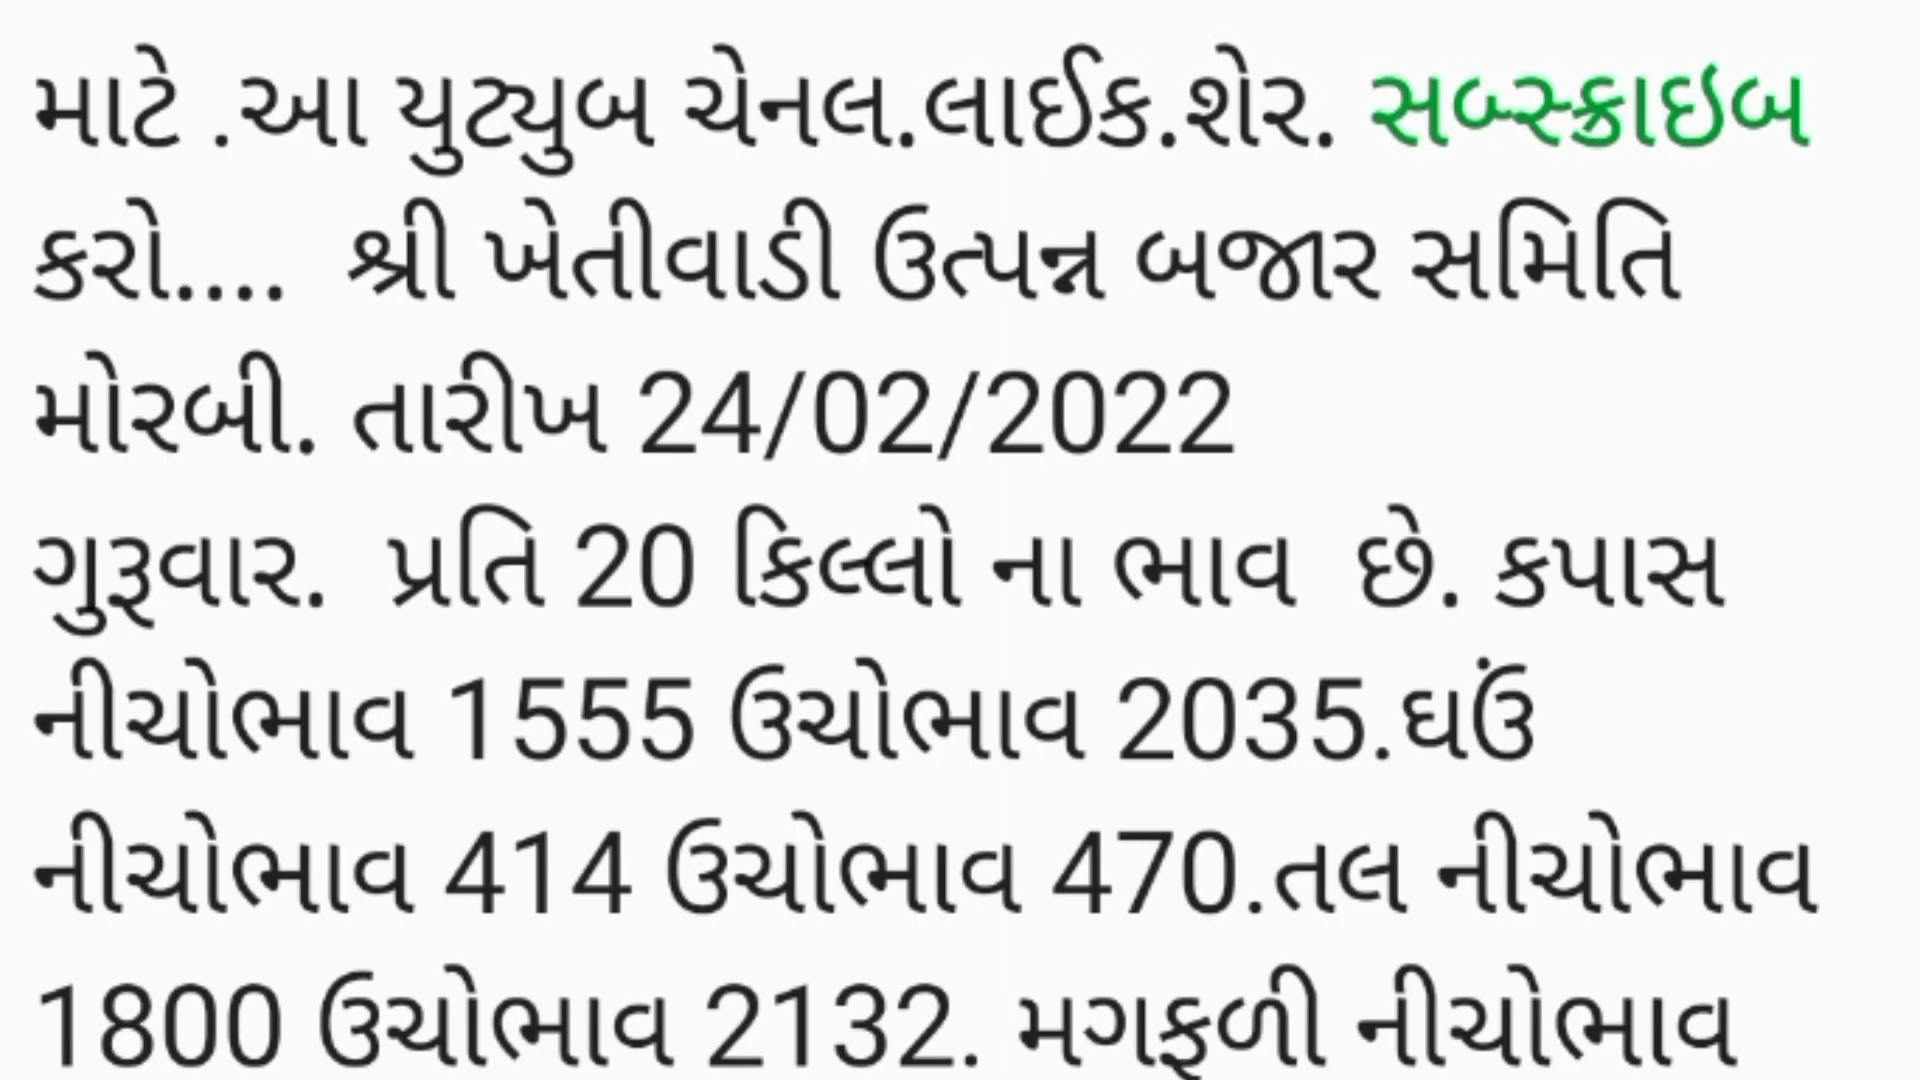 માટે .આ યુટ્યુબ ચેનલ.લાઈક.શેર. સબ્સ્ક્રાઇબ
કરો.... શ્રી ખેતીવાડી ઉત્પન્ન બજાર સમિતિ
મોરબી. તારીખ 24/02/2022
ગુરૂવાર. પ્રતિ 20 કિલ્લો ના ભાવ છે. કપાસ
નીચોભાવ 1555 ઉચોભાવ 2035.ઘઉં
નીચોભાવ 414 ઉચોભાવ 470.તલ નીચોભાવ
1800 ઉચોભાવ 2132. મગફળી નીચોભાવ